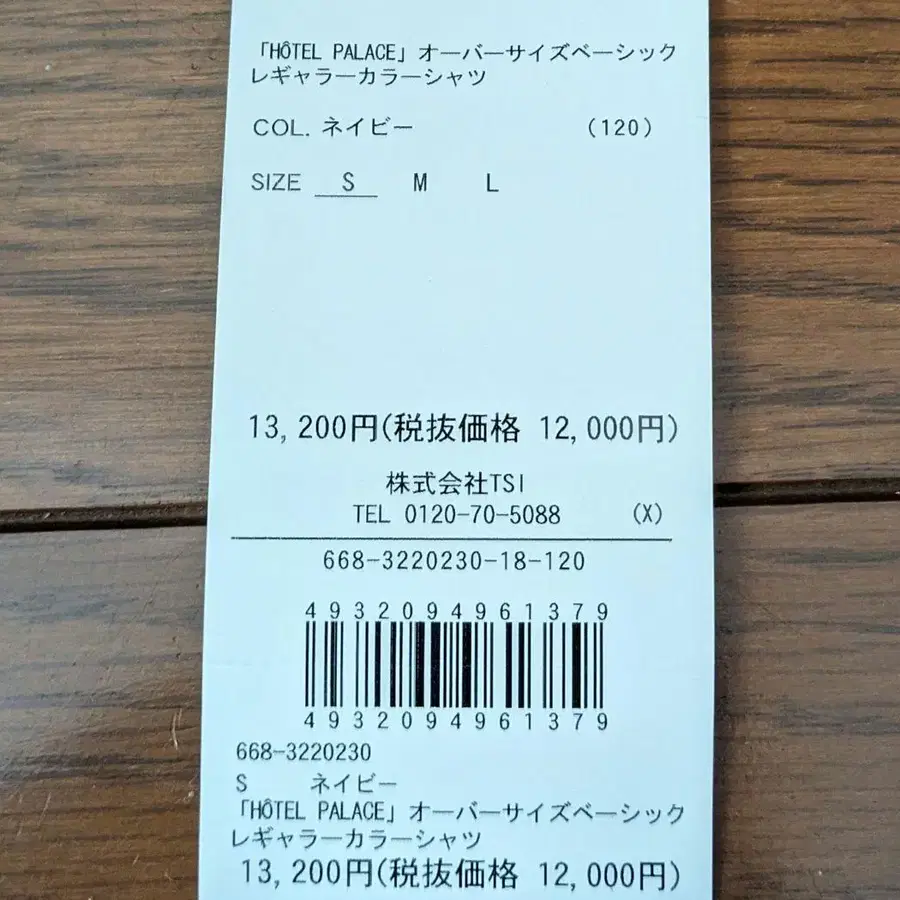 「HÔTEL PALACE」オーバーサイズベーシック
レギャラーカラーシャツ
COL. ネイビー (120)
SIZE S M L
13,200円(税抜価格 12,000円)
株式会社TSI
TEL 0120-70-5088 (X)
668-3220230-18-120
4932094961379
4932094961379
668-3220230
S ネイビー
「HÔTEL PALACE」オーバーサイズベーシック
レギャラーカラーシャツ
13,200円(税抜価格 12,000円)